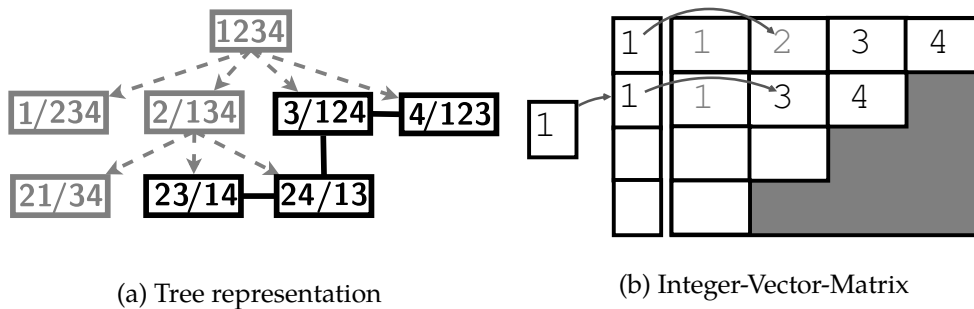 1234
1/234 2/134 3/124 4/123
21/34 23/14 24/13
(a) Tree representation
1 1 2 3 4
1 1 3 4
1
(b) Integer-Vector-Matrix